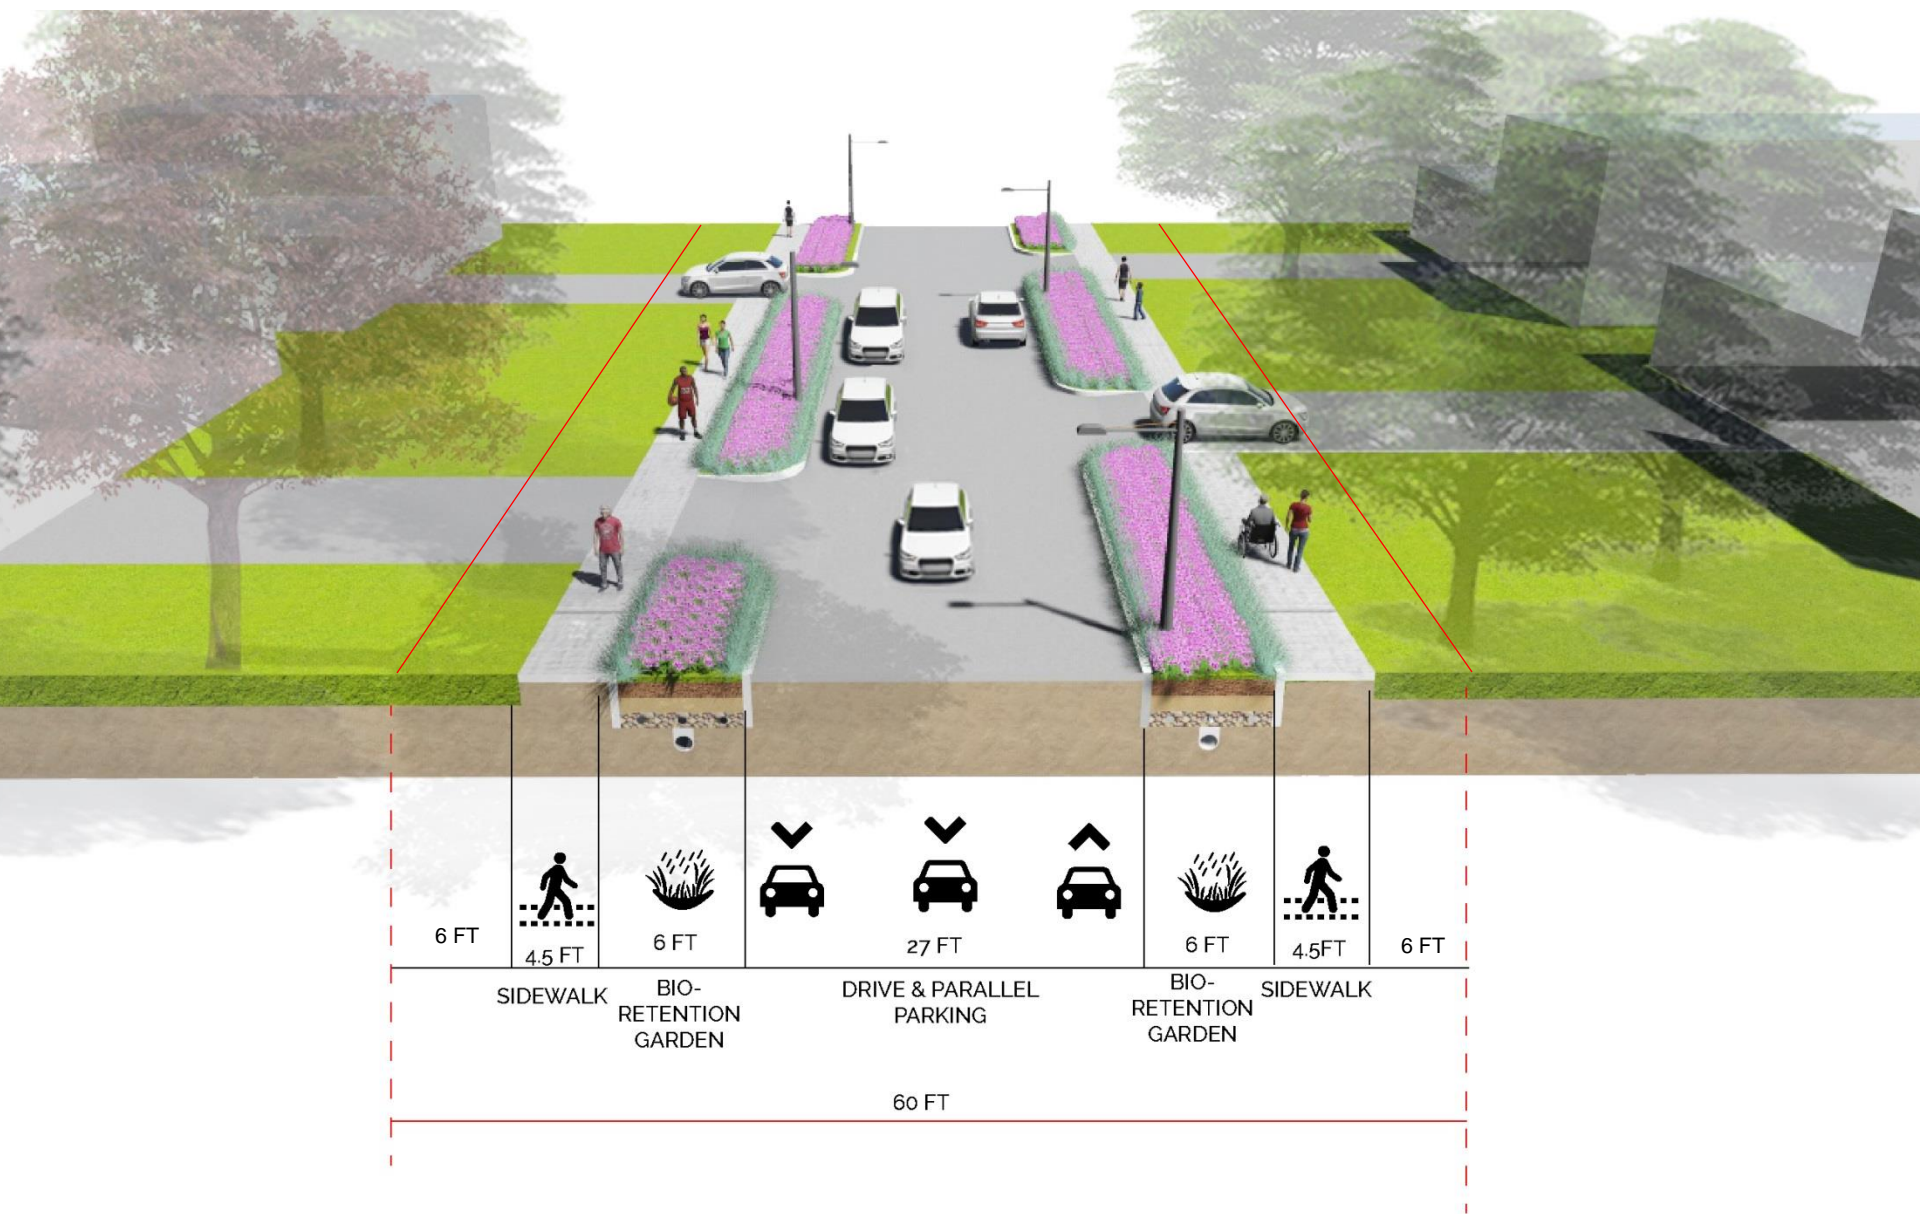 6 FT
4.5 FT
6 FT
27 FT
6 FT
4.5FT
6 FT
SIDEWALK
BIO-
RETENTION
GARDEN
DRIVE & PARALLEL
PARKING
BIO-
RETENTION
GARDEN
SIDEWALK
60 FT